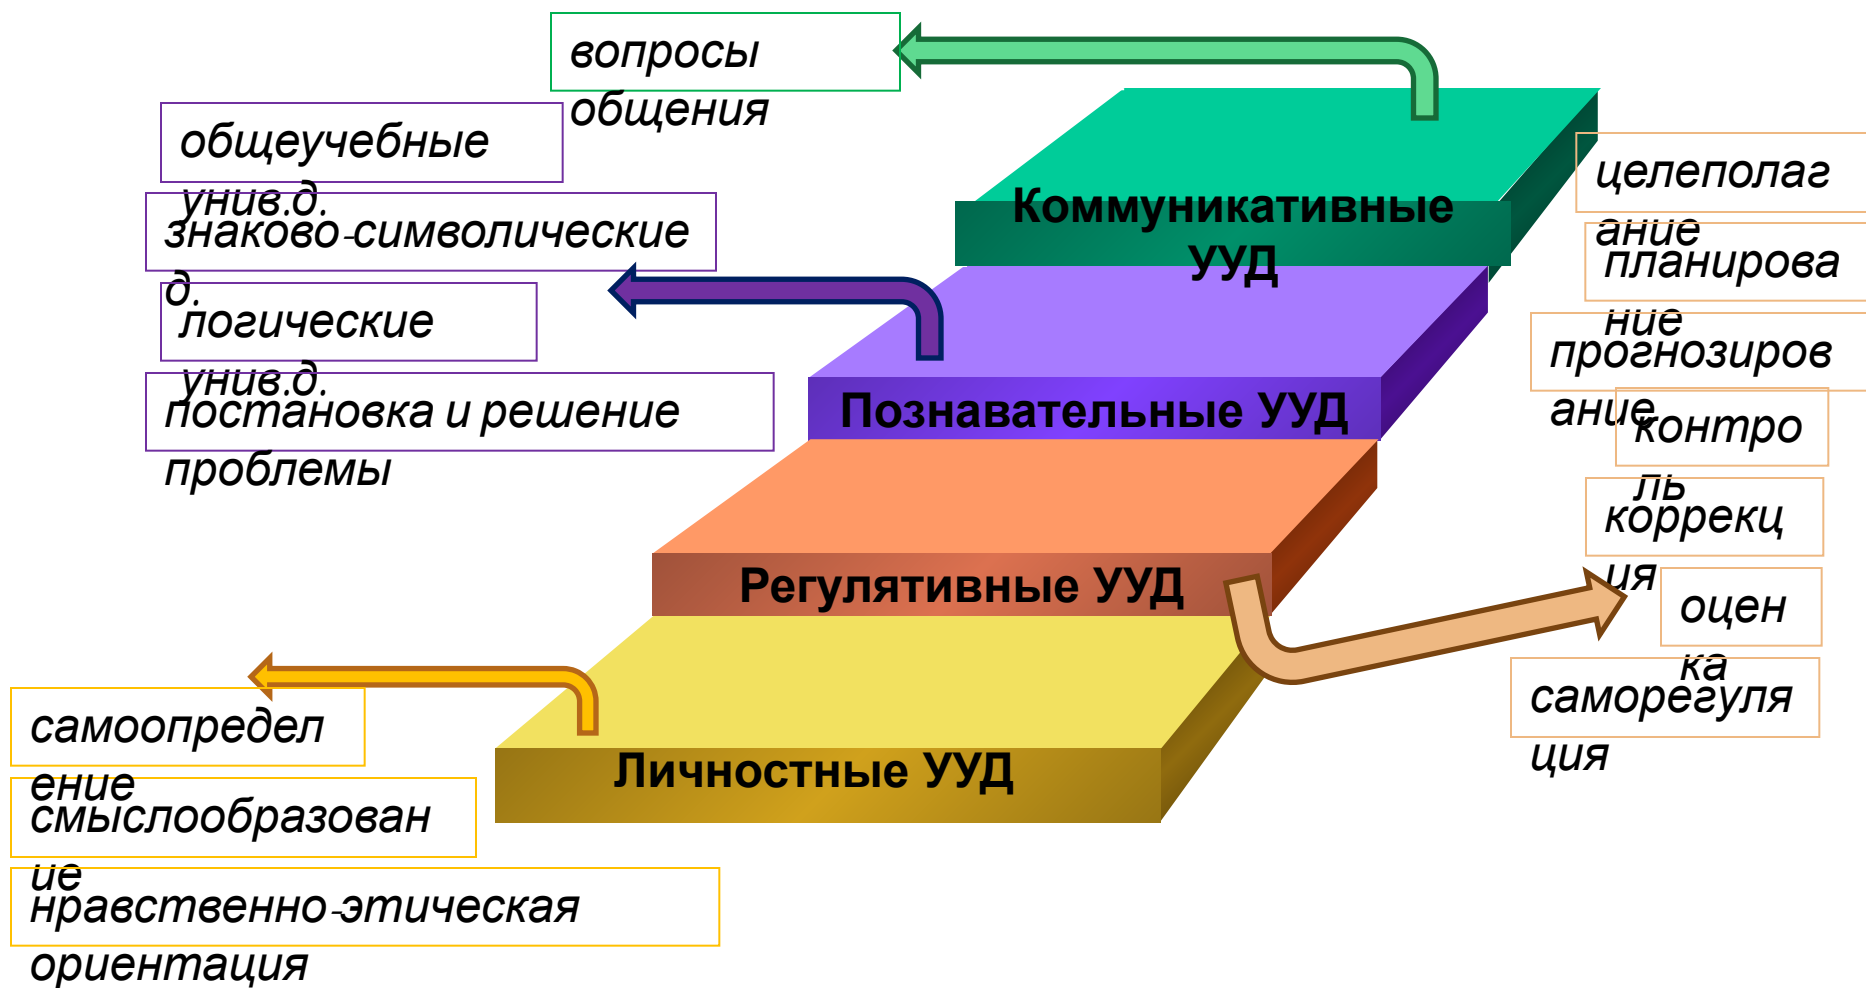 вопросы
общения
общеучебные
унив.д.
знаково-символические
д.
логические
унив.д.
постановка и решение
проблемы
Коммуникативные
УУД
Познавательные УУД
Регулятивные УУД
Личностные УУД
целеполаг
ание
планирова
ние
прогнозиров
ание
контро
ль
коррекц
ия
оцен
ка
саморегуля
ция
самоопредел
ение
смыслообразован
ие
нравственно-этическая
ориентация